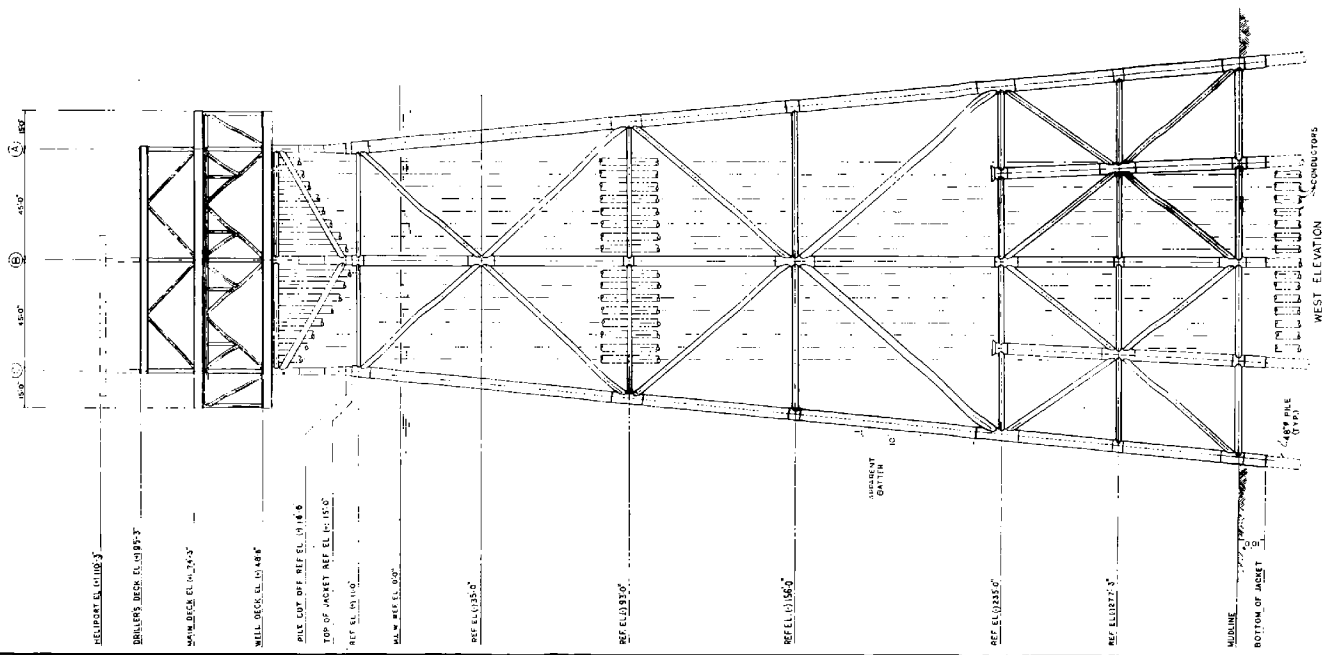 15'0"
(A)
45'-0"
(B)
45'-0"
(C)
15'0"
HELIPORT EL (+) 110'-3"
DRILLERS DECK EL (+) 95'-3"
MAIN DECK EL (+) 74'-3"
WELL DECK EL (+) 48'-6"
PILE CUT OFF REF EL (+)
TOP OF JACKET REF EL (+) 15'0"
REF EL (+) 11'-0"
M.L.W. REF EL 0'0"
REF EL (-) 35'-0"
REF EL (-) 93'0"
REF EL (-) 156'-0"
REF EL (-) 235'0"
REF EL (-) 277'-3"
MUDLINE
BOTTOM OF JACKET
APPARENT
BATTER
10
48"Ø PILE
(TYP.)
CONDUCTORS
WEST ELEVATION